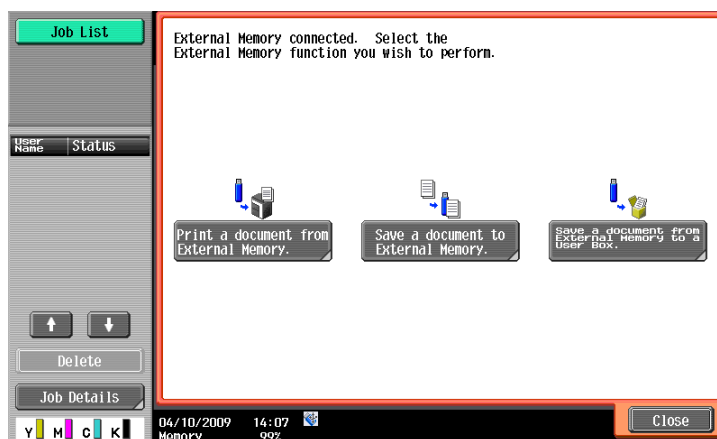 Job List
External Memory connected.  Select the
External Memory function you wish to perform.
User
Name
Status
Print a document from
External Memory.
Save a document to
External Memory.
Save a document from
External Memory to a
User Box.
Delete
Job Details
Y M C K
04/10/2009 14:07
Memory 99%
Close